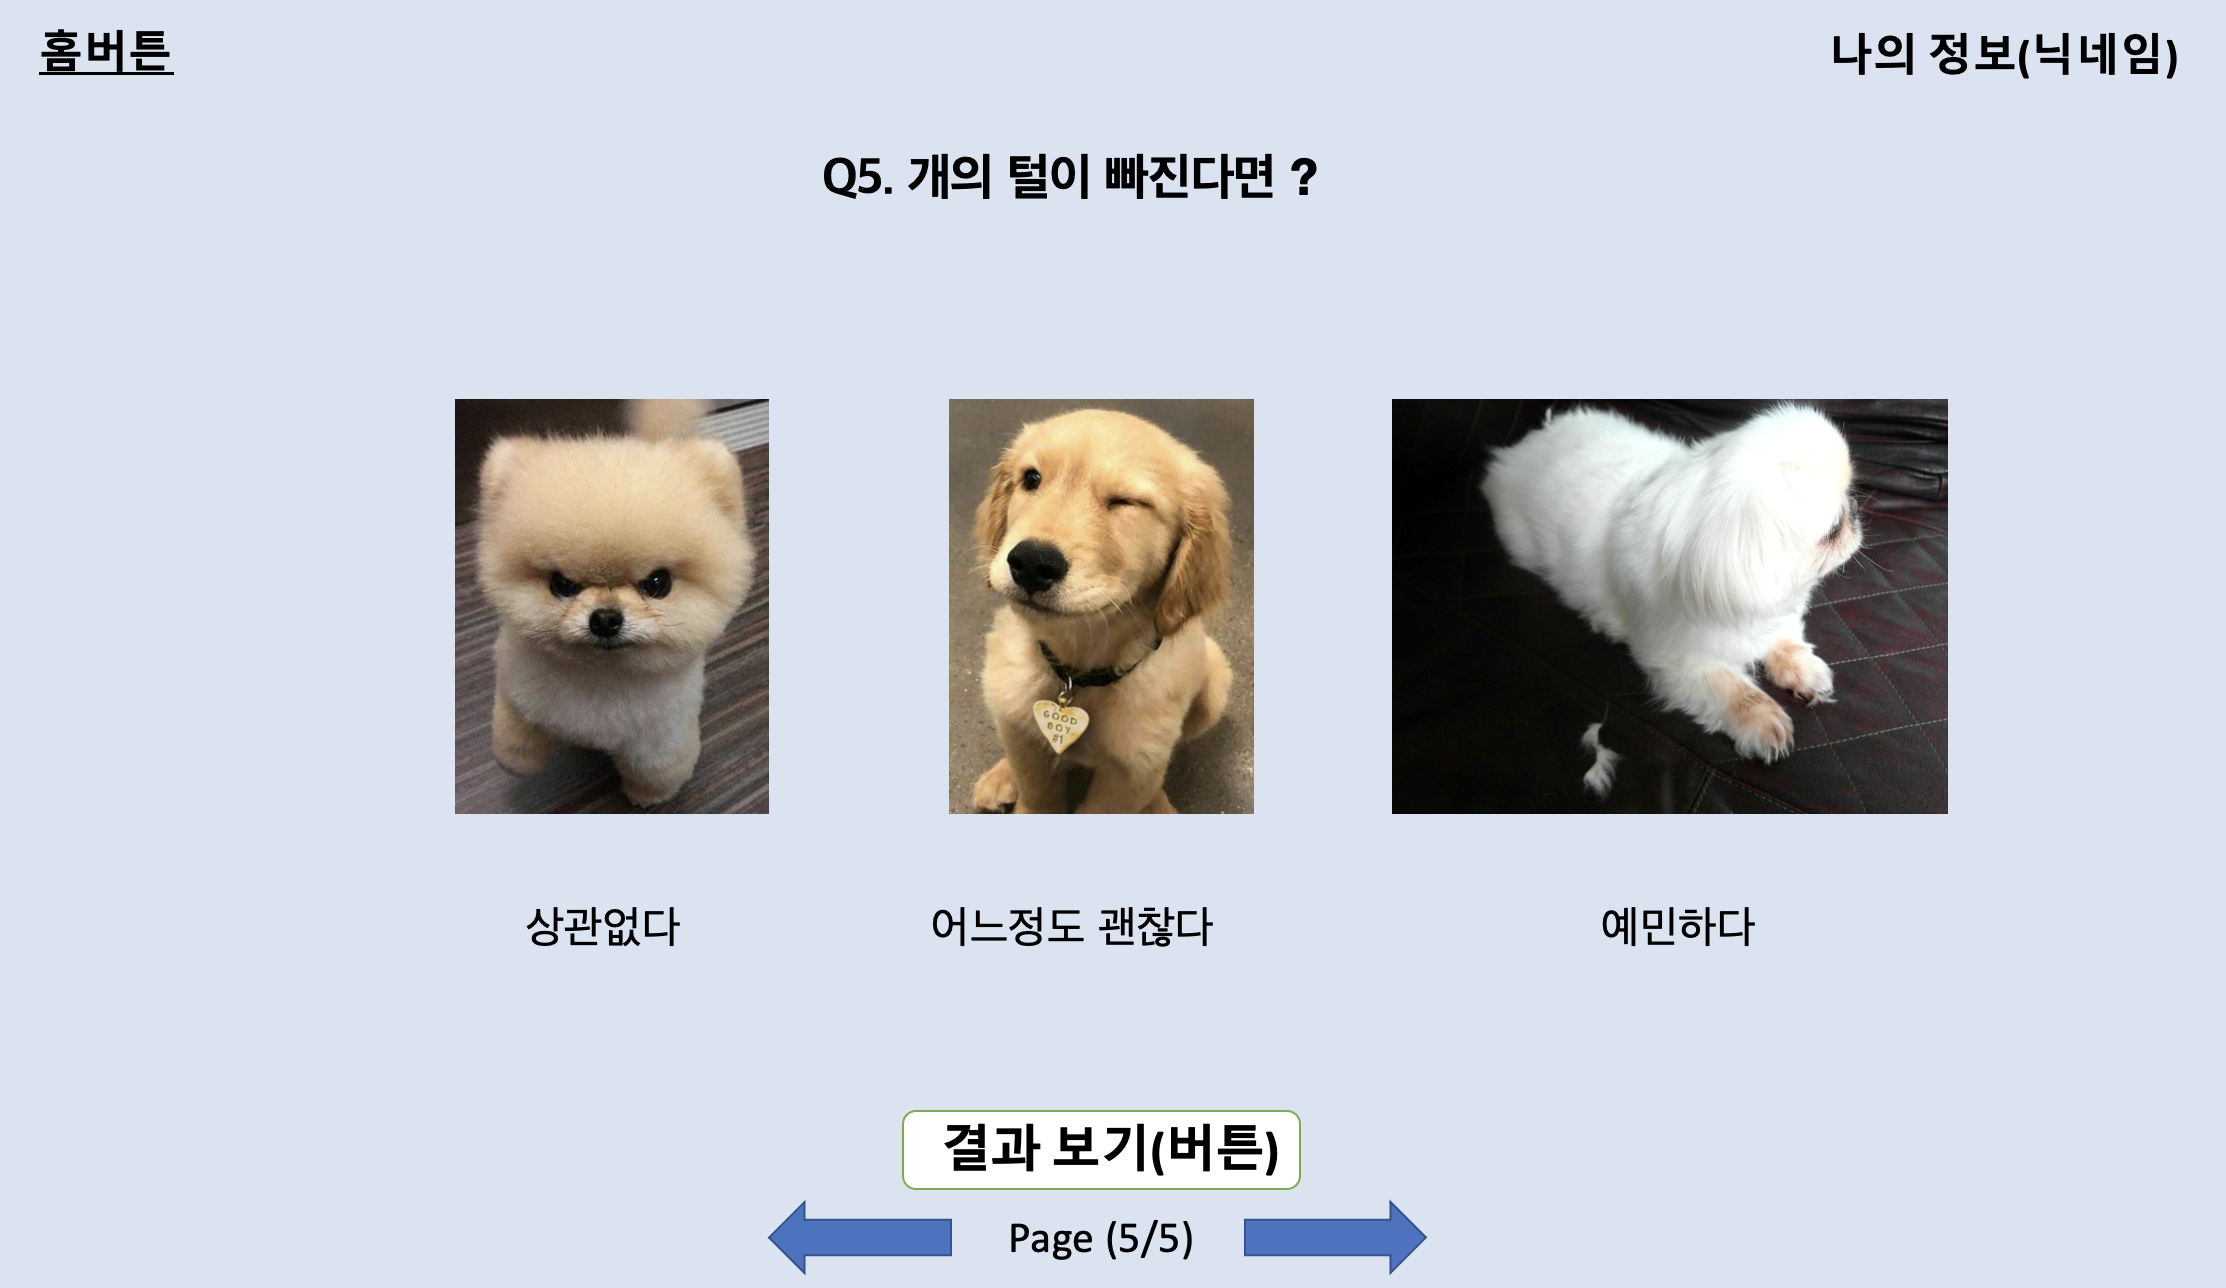 홈버튼
나의 정보(닉네임)
Q5. 개의 털이 빠진다면 ?
GOOD
BOY
#1
상관없다
어느정도 괜찮다
예민하다
결과 보기(버튼)
Page (5/5)